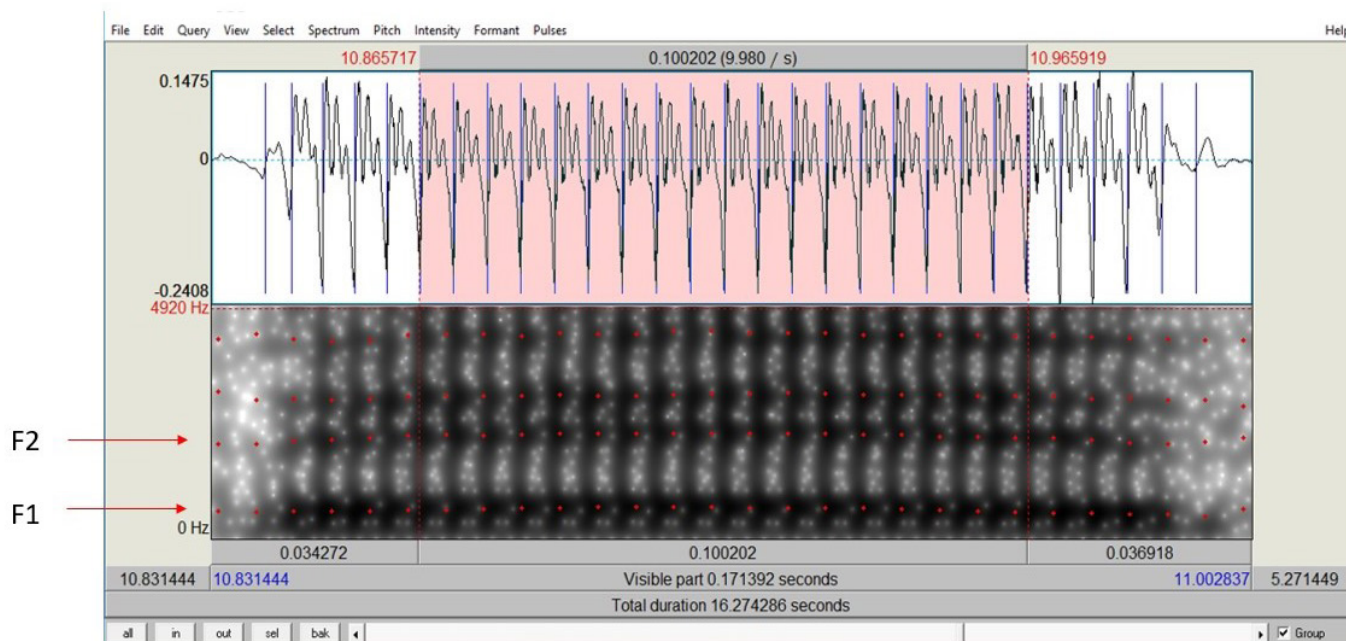 File Edit Query View Select Spectrum Pitch Intensity Formant Pulses Help
10.865717 0.100202 (9.980 / s) 10.965919
0.1475
0
-0.2408
4920 Hz
F2
F1
0 Hz
0.034272 0.100202 0.036918
10.831444 10.831444 Visible part 0.171392 seconds 11.002837 5.271449
Total duration 16.274286 seconds
all in out sel bak Group